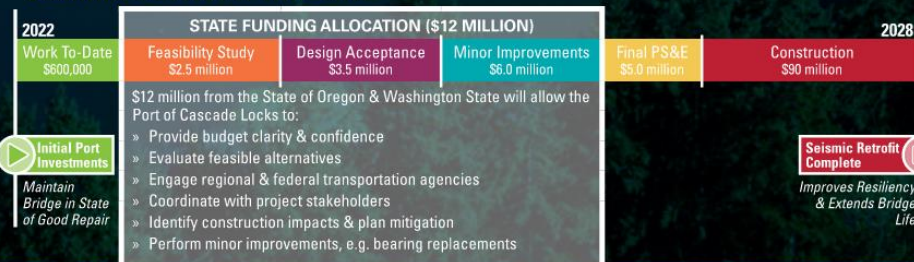 2022
STATE FUNDING ALLOCATION ($12 MILLION)
2028
Work To-Date
$600,000
Feasibility Study
$2.5 million
Design Acceptance
$3.5 million
Minor Improvements
$6.0 million
Final PS&E
$5.0 million
Construction
$90 million
$12 million from the State of Oregon & Washington State will allow the
Port of Cascade Locks to:
» Provide budget clarity & confidence
» Evaluate feasible alternatives
» Engage regional & federal transportation agencies
» Coordinate with project stakeholders
» Identify construction impacts & plan mitigation
» Perform minor improvements, e.g. bearing replacements
Initial Port
Investments
Maintain
Bridge in State
of Good Repair
Seismic Retrofit
Complete
Improves Resiliency
& Extends Bridge
Life